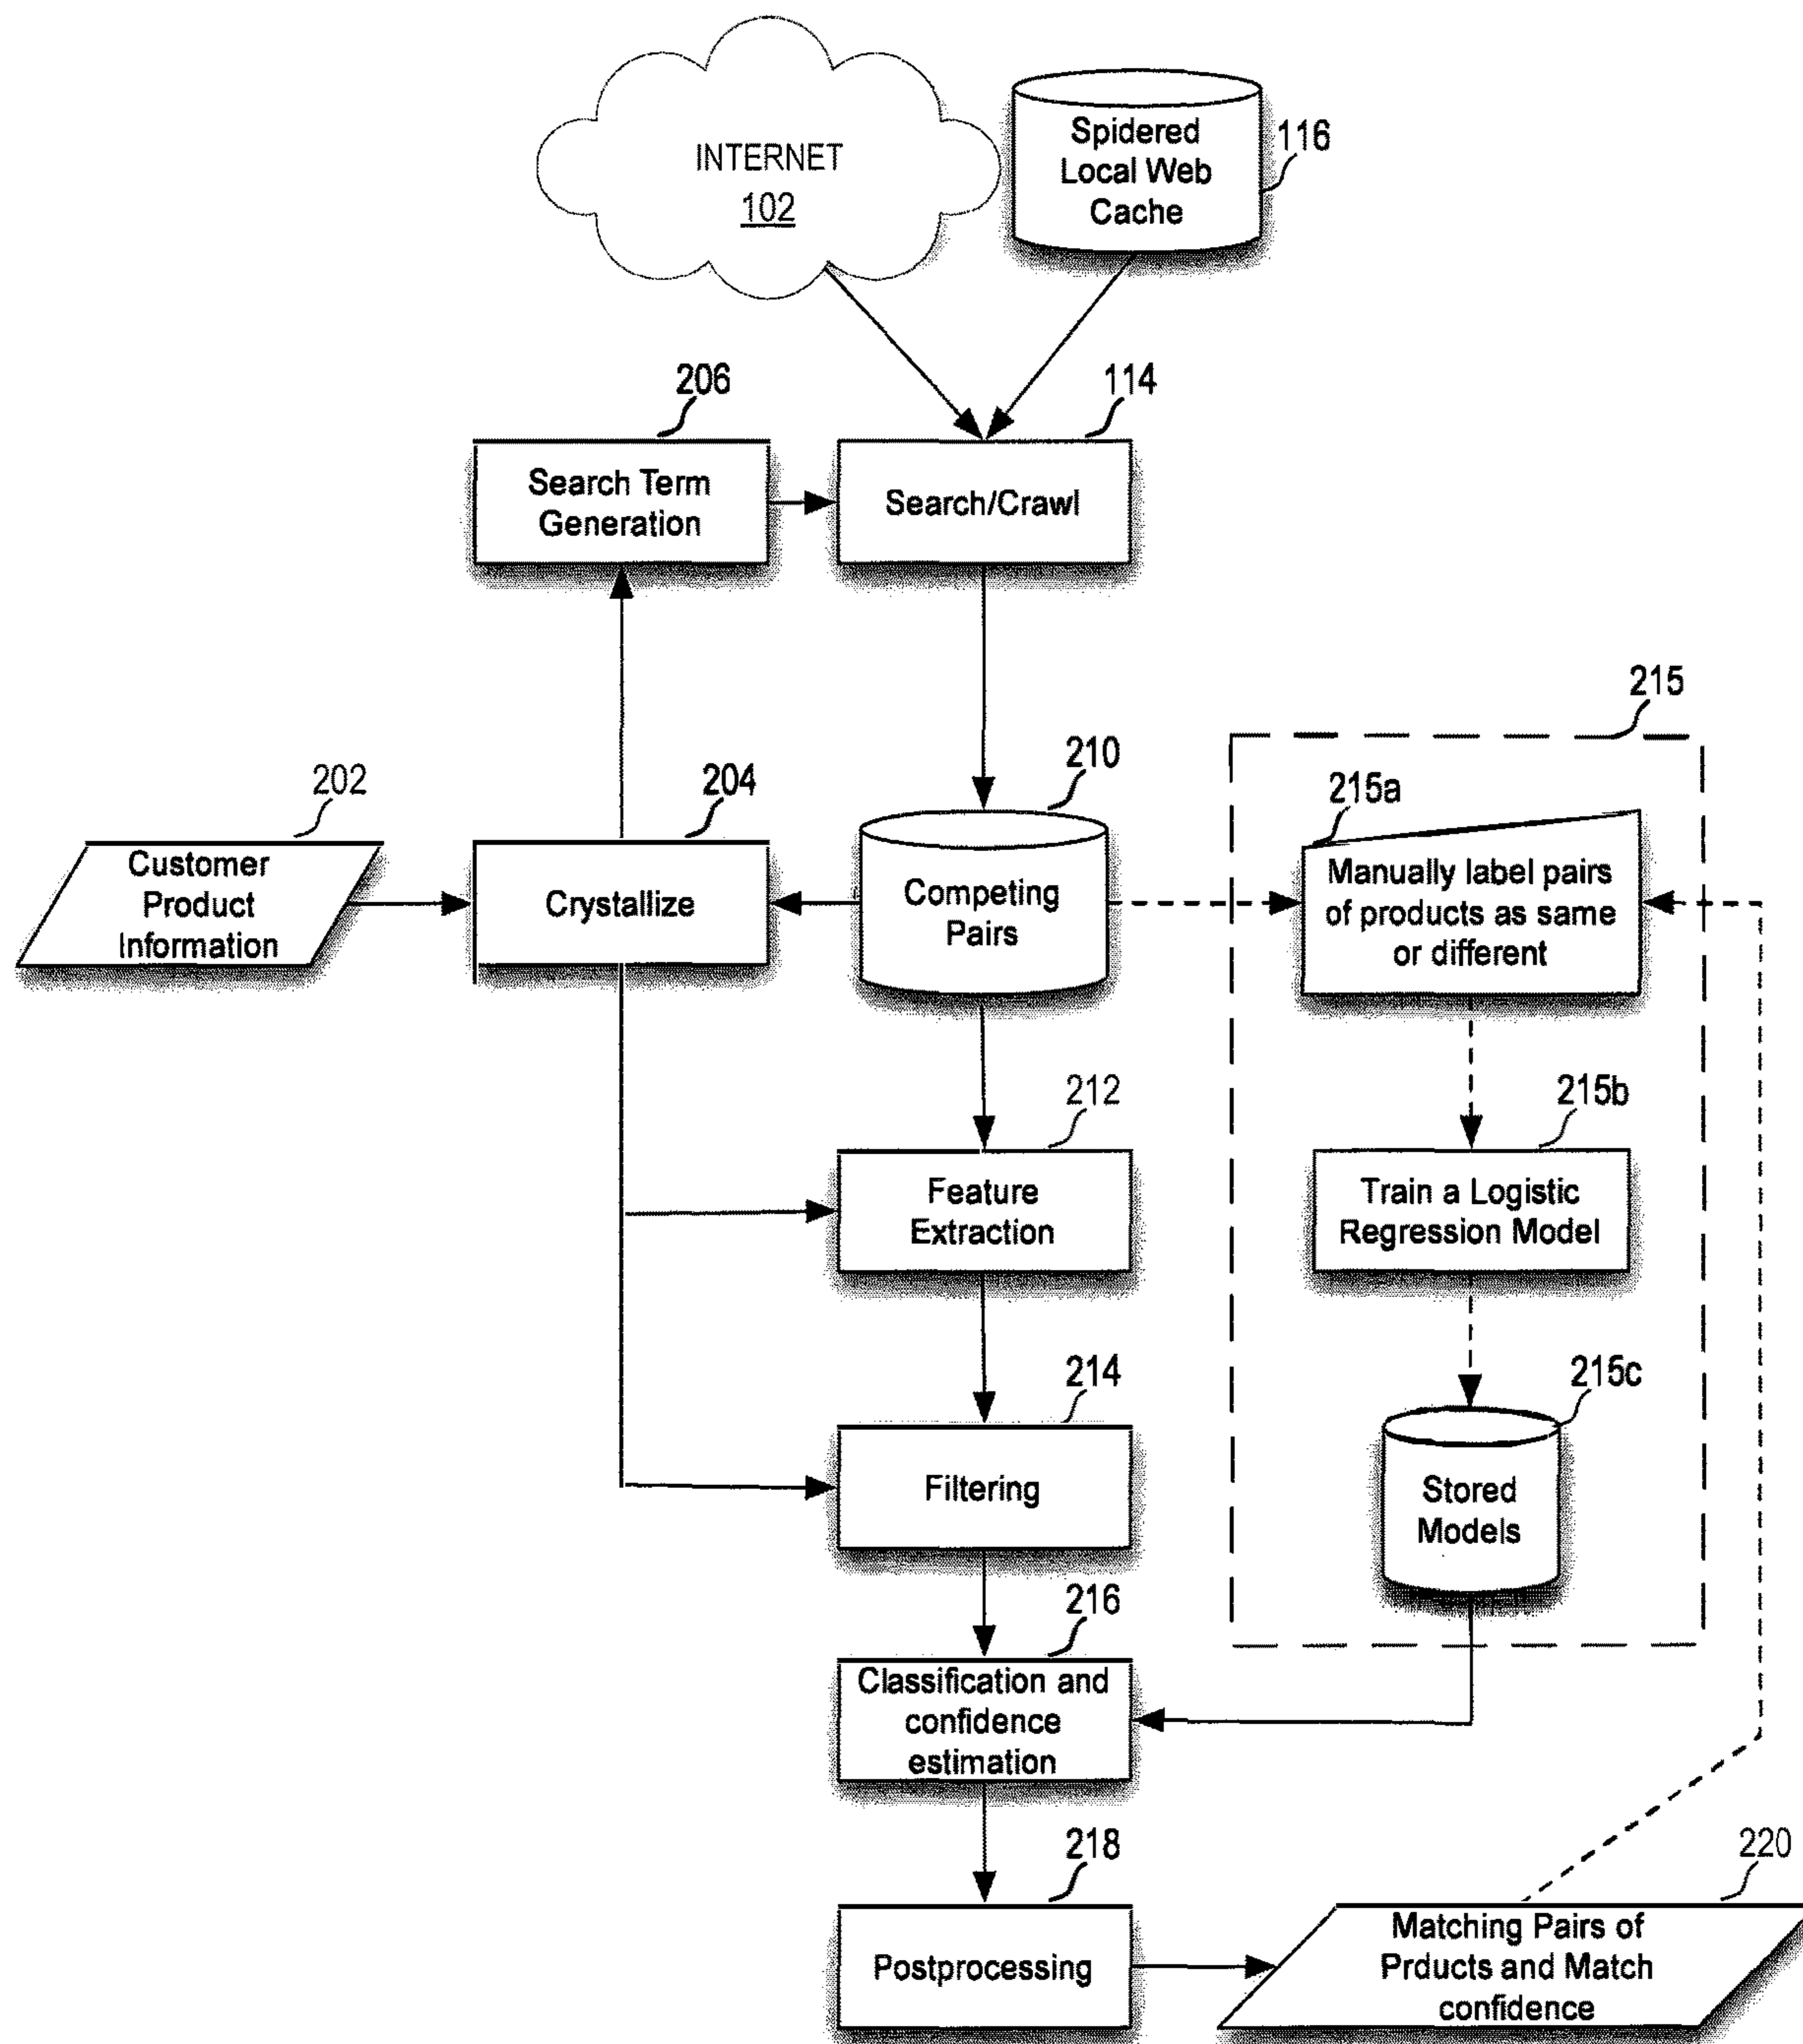 INTERNET
102
Spidered
Local Web
Cache
116
206
114
Search Term
Generation
Search/Crawl
215
202
204
210
215a
Customer
Product
Information
Crystallize
Competing
Pairs
Manually label pairs
of products as same
or different
212
215b
Feature
Extraction
Train a Logistic
Regression Model
214
215c
Filtering
Stored
Models
216
Classification and
confidence
estimation
218
220
Postprocessing
Matching Pairs of
Prducts and Match
confidence